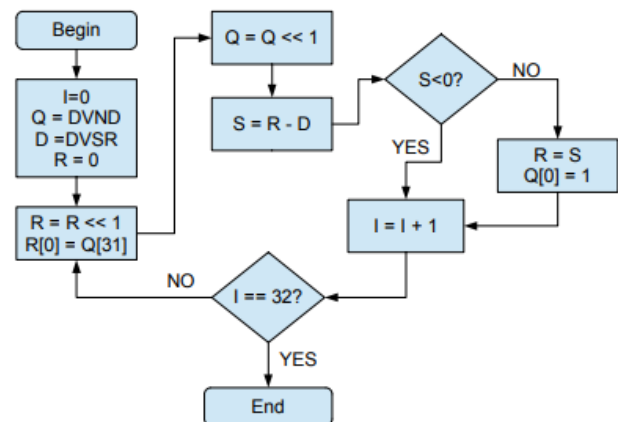 Begin
I=0
Q = DVND
D =DVSR
R = 0
R = R << 1
R[0] = Q[31]
Q = Q << 1
S = R - D
S<0?
NO
YES
R = S
Q[0] = 1
I = I + 1
I == 32?
NO
YES
End